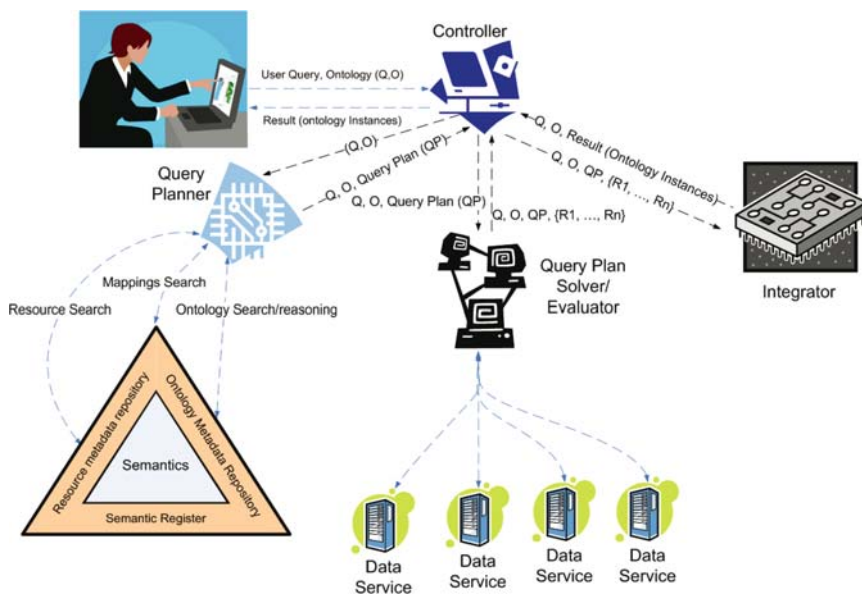 Controller
User Query, Ontology (Q,O)
Result (ontology Instances)
(Q,O)
Q, O, Query Plan (QP)
Q, O, Query Plan (QP)
Q, O, QP, {R1, ..., Rn}
Q, O, Result (Ontology Instances)
Q, O, QP, {R1, ..., Rn}
Query
Planner
Query Plan
Solver/
Evaluator
Integrator
Mappings Search
Resource Search
Ontology Search/reasoning
Resource metadata repository
Ontology Metadata Repository
Semantics
Semantic Register
Data
Service
Data
Service
Data
Service
Data
Service